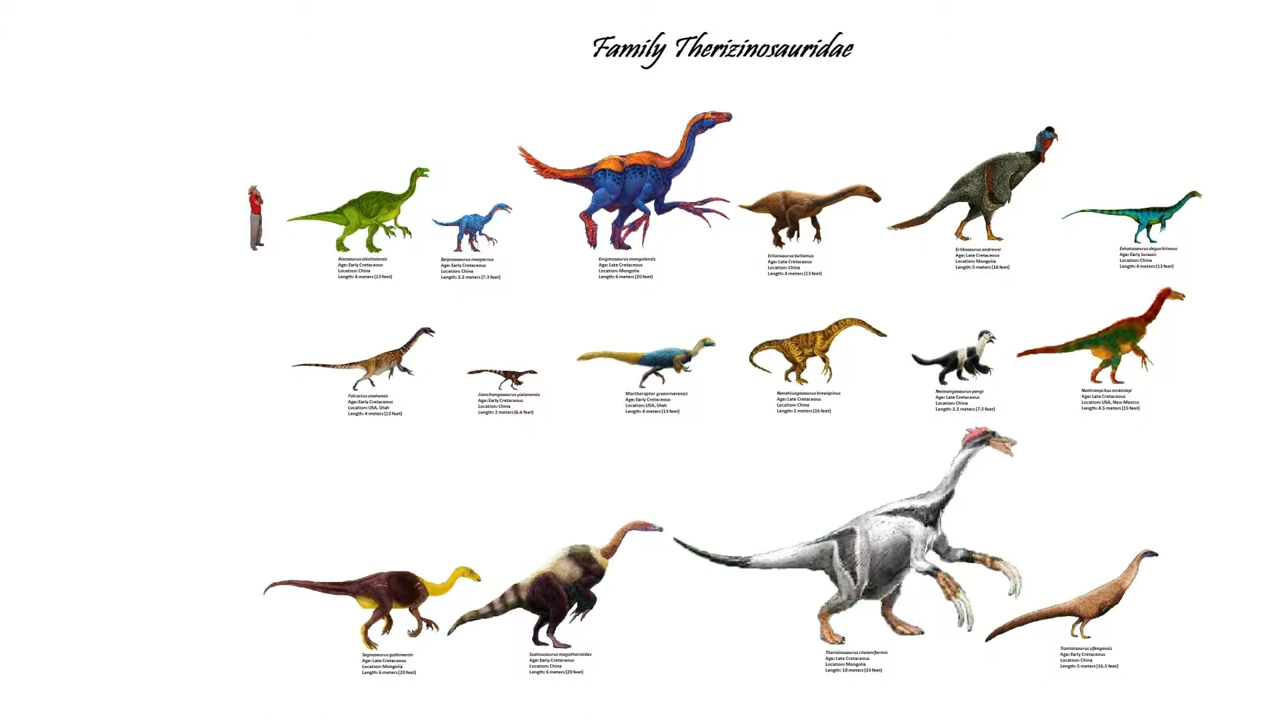 Family Therizinosauridae
Alxasaurus elesitaiensis
Age: Early Cretaceous
Location: China
Length: 4 meters (13 feet)
Beipiaosaurus inexpectus
Age: Early Cretaceous
Location: China
Length: 2.2 meters (7.3 feet)
Enigmosaurus mongoliensis
Age: Late Cretaceous
Location: Mongolia
Length: 6 meters (20 feet)
Erliansaurus bellamus
Age: Late Cretaceous
Location: China
Length: 4 meters (13 feet)
Erlikosaurus andrewsi
Age: Late Cretaceous
Location: Mongolia
Length: 5 meters (16 feet)
Eshanosaurus deguchiianus
Age: Early Jurassic
Location: China
Length: 4 meters (13 feet)
Falcarius utahensis
Age: Early Cretaceous
Location: USA, Utah
Length: 4 meters (13 feet)
Jianchangosaurus yixianensis
Age: Early Cretaceous
Location: China
Length: 2 meters (6.6 feet)
Martharaptor greenriverensis
Age: Early Cretaceous
Location: USA, Utah
Length: 4 meters (13 feet)
Nanshiungosaurus brevispinus
Age: Late Cretaceous
Location: China
Length: 5 meters (16 feet)
Neimongosaurus yangi
Age: Late Cretaceous
Location: China
Length: 2.3 meters (7.5 feet)
Nothronychus mckinleyi
Age: Late Cretaceous
Location: USA, New Mexico
Length: 4.5 meters (15 feet)
Segnosaurus galbinensis
Age: Late Cretaceous
Location: Mongolia
Length: 6 meters (20 feet)
Suzhousaurus megatherioides
Age: Early Cretaceous
Location: China
Length: 6 meters (20 feet)
Therizinosaurus cheloniformis
Age: Late Cretaceous
Location: Mongolia
Length: 10 meters (33 feet)
Tiantaiosaurus sifengensis
Age: Early Cretaceous
Location: China
Length: 5 meters (16.5 feet)